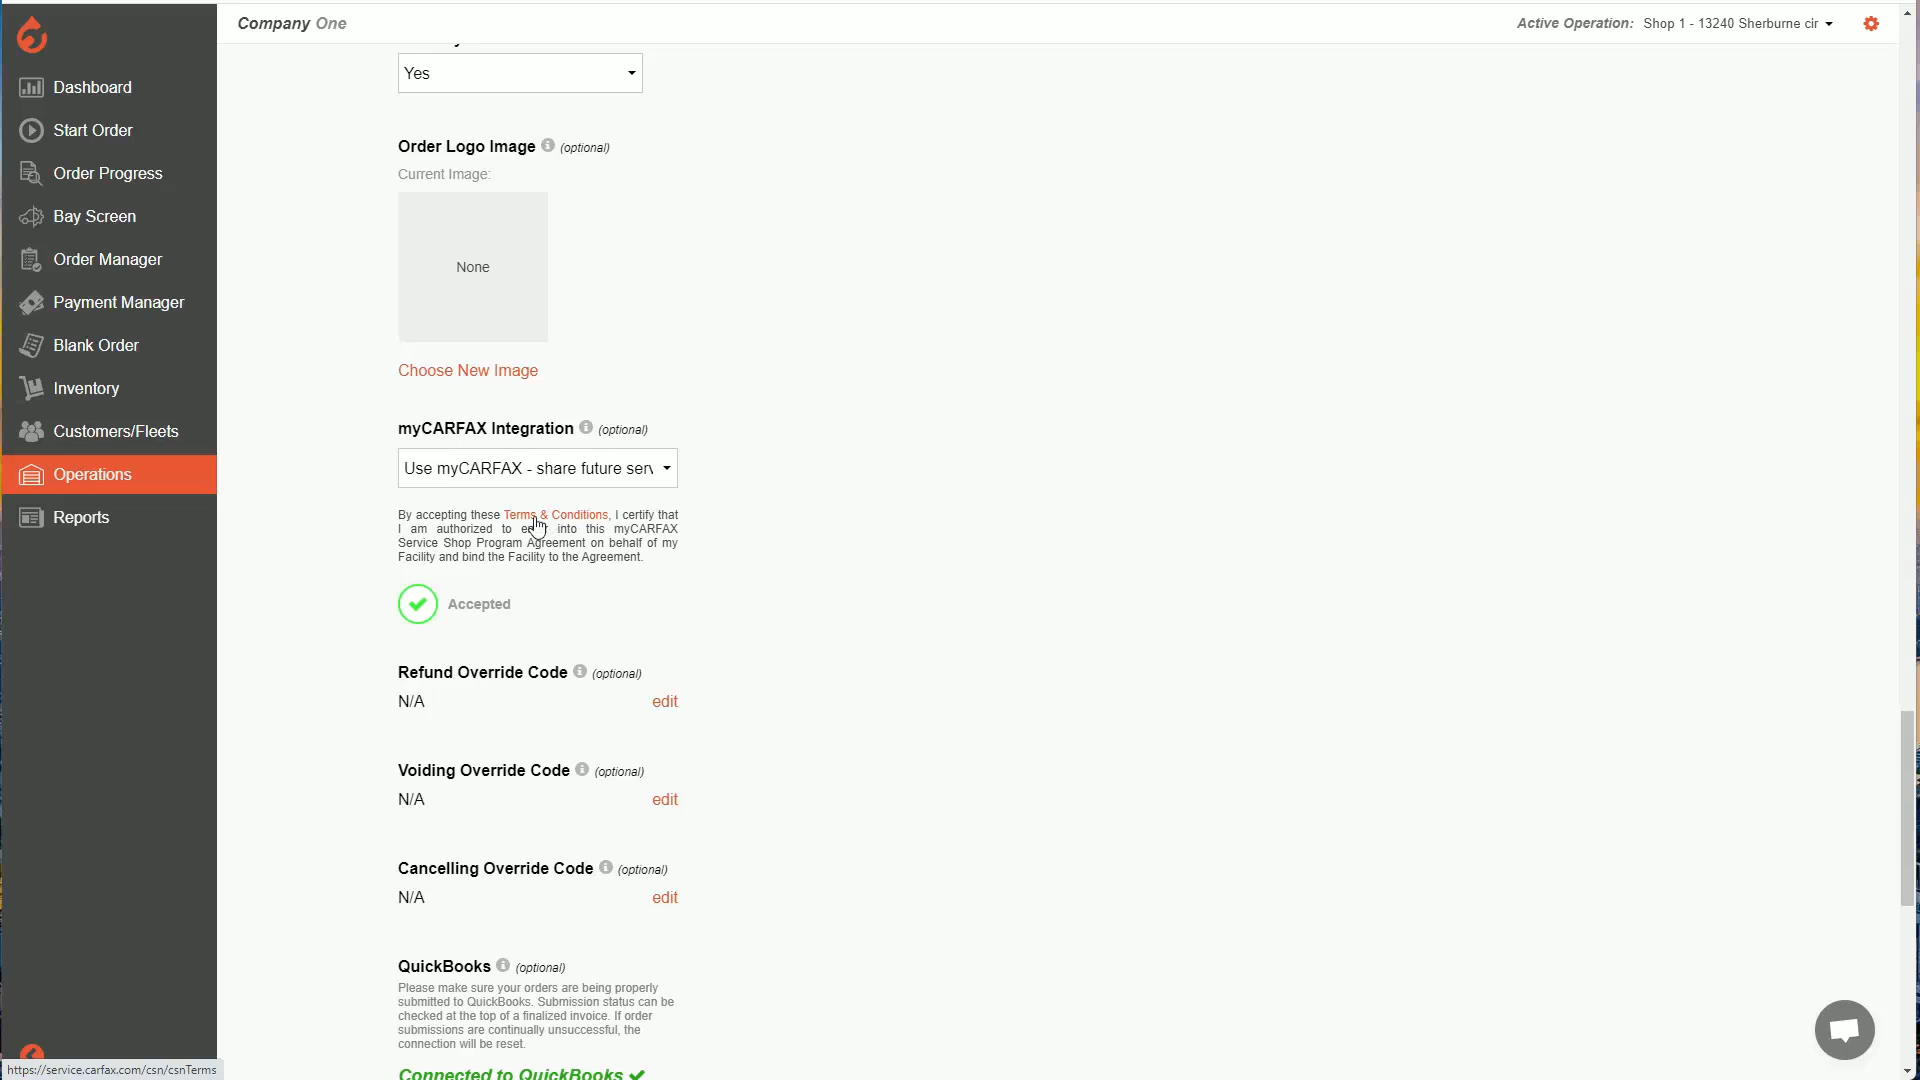 Company One
Active Operation: Shop 1 - 13240 Sherburne cir
Dashboard
Start Order
Order Progress
Bay Screen
Order Manager
Payment Manager
Blank Order
Inventory
Customers/Fleets
Operations
Reports
Yes
Order Logo Image (optional)
Current Image:
None
Choose New Image
myCARFAX Integration (optional)
Use myCARFAX - share future serv
By accepting these Terms & Conditions, I certify that
I am authorized to enter into this myCARFAX
Service Shop Program Agreement on behalf of my
Facility and bind the Facility to the Agreement.
Accepted
Refund Override Code (optional)
N/A edit
Voiding Override Code (optional)
N/A edit
Cancelling Override Code (optional)
N/A edit
QuickBooks (optional)
Please make sure your orders are being properly
submitted to QuickBooks. Submission status can be
checked at the top of a finalized invoice. If order
submissions are continually unsuccessful, the
connection will be reset.
Connected to QuickBooks
https://service.carfax.com/csn/csnTerms